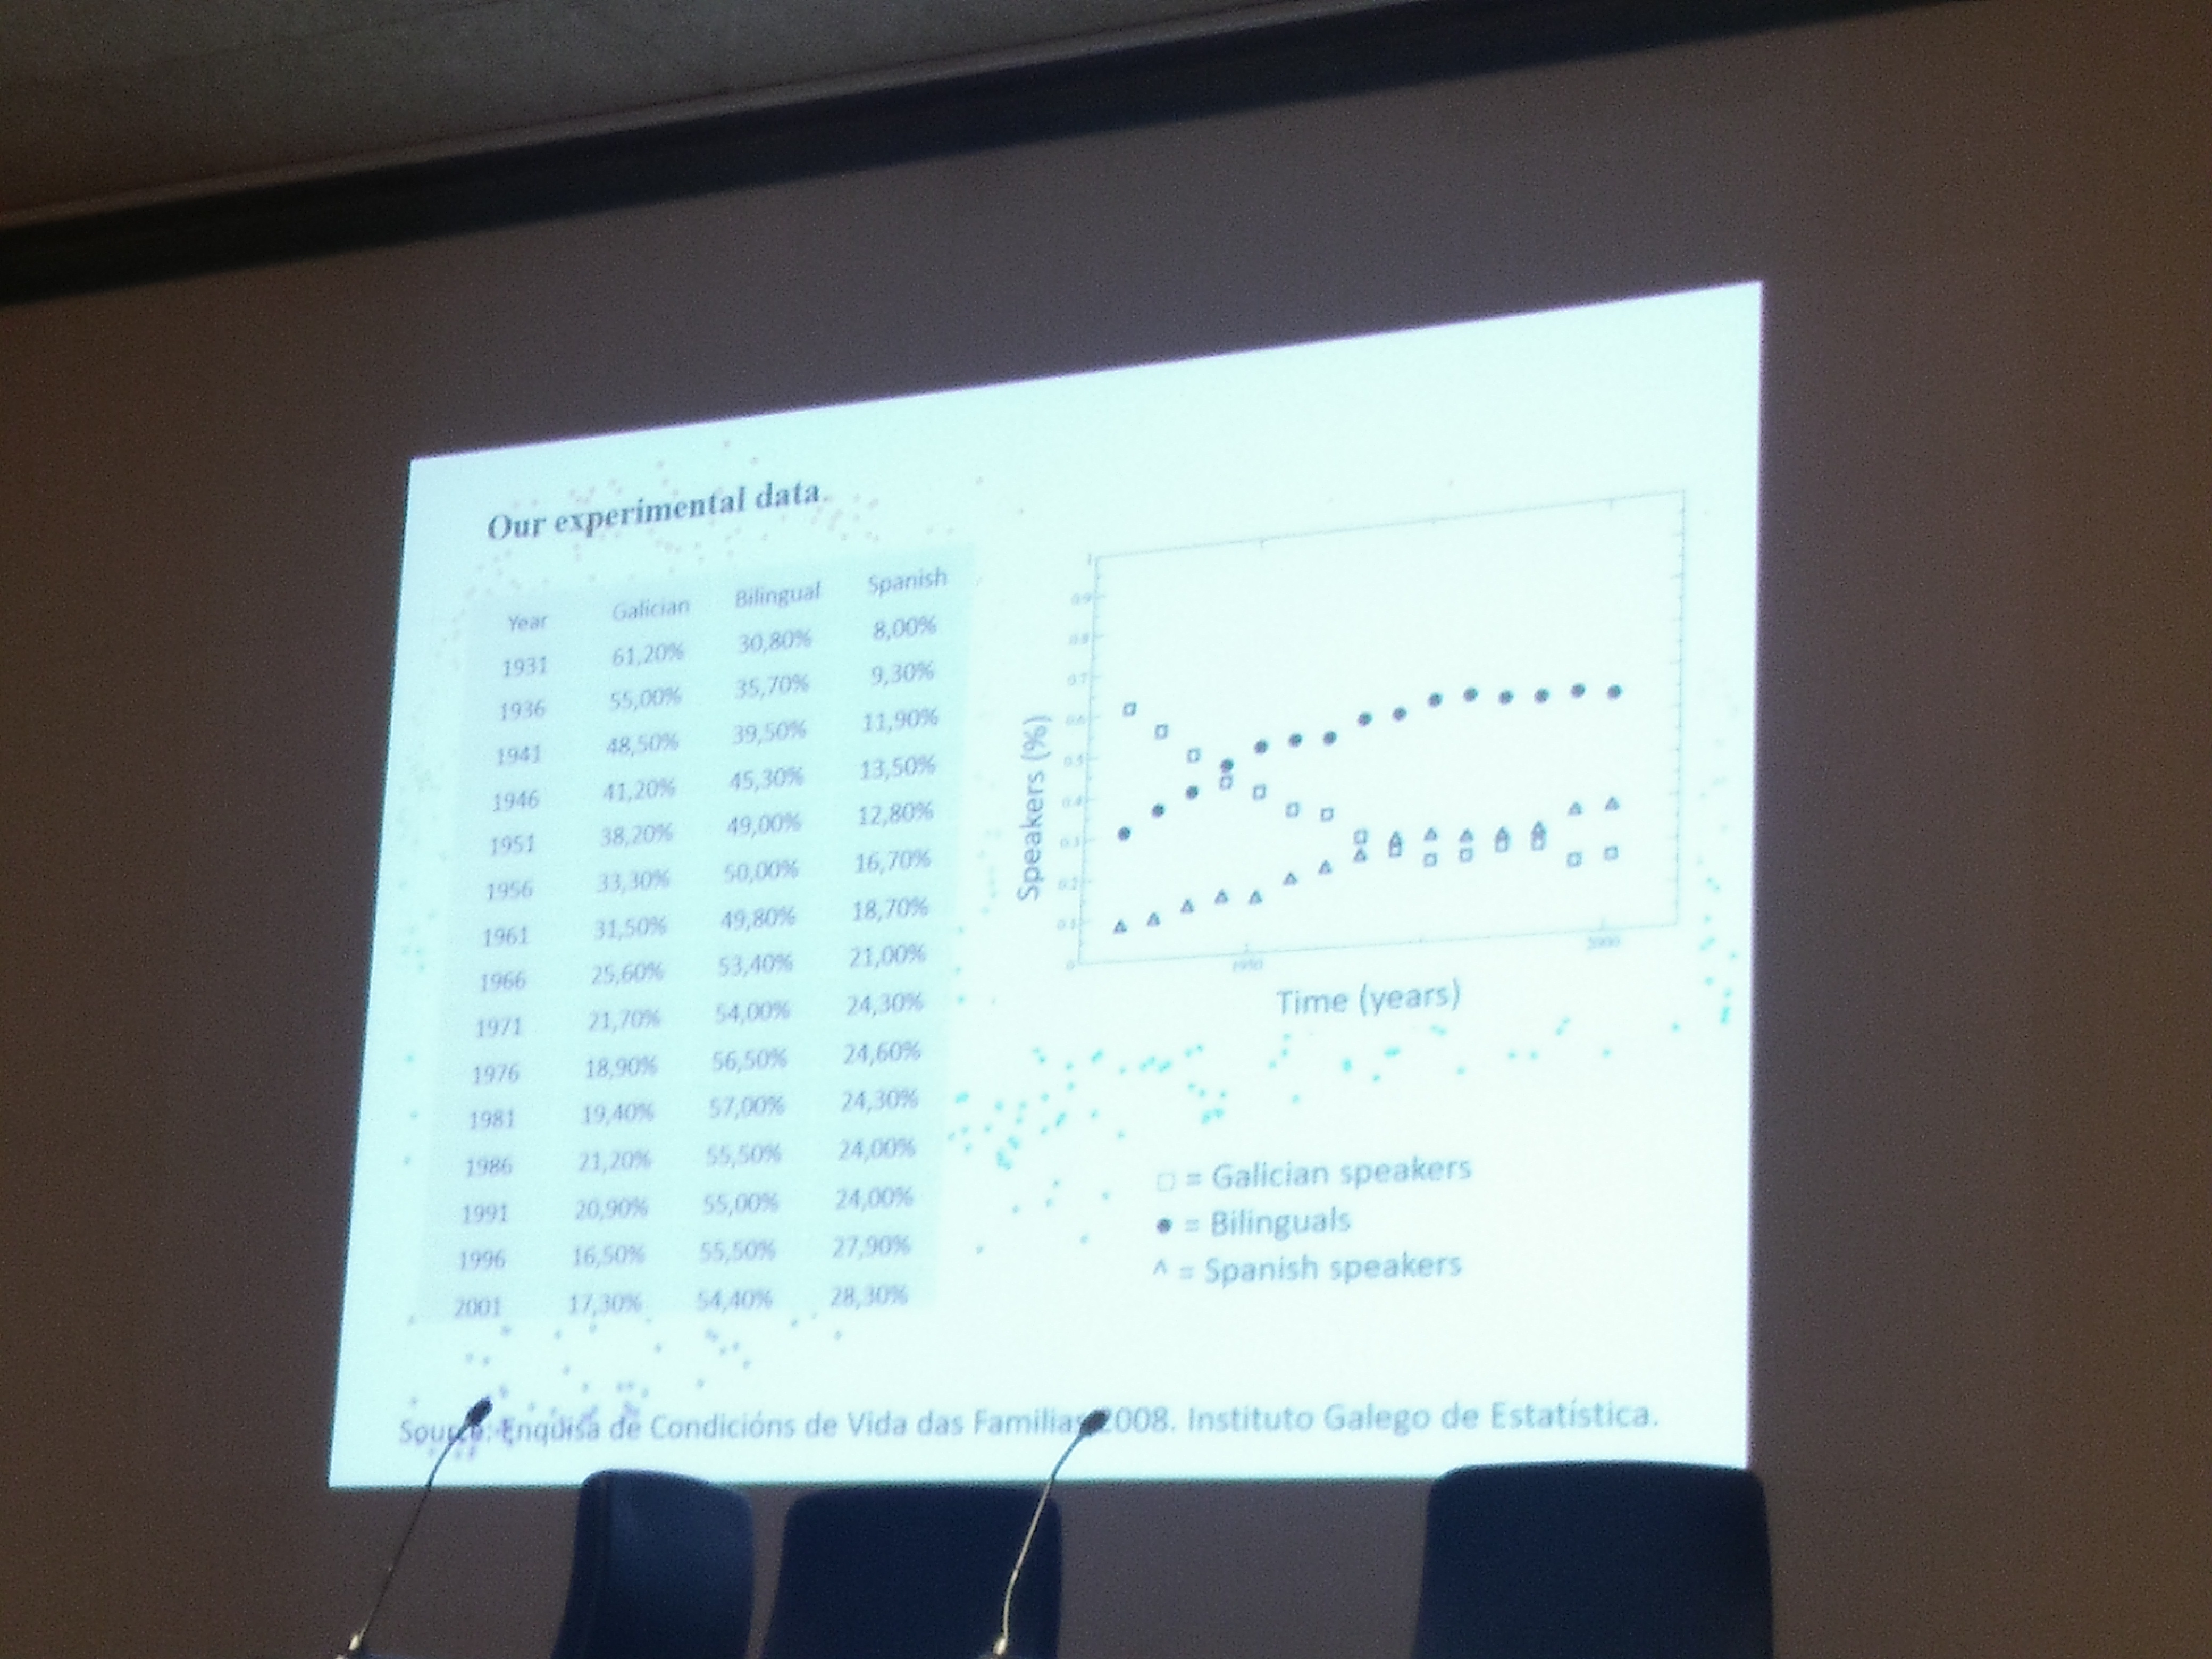 Our experimental data.
Year Galician Bilingual Spanish
1931 61,20% 30,80% 8,00%
1936 55,00% 35,70% 9,30%
1941 48,50% 39,50% 11,90%
1946 41,20% 45,30% 13,50%
1951 38,20% 49,00% 12,80%
1956 33,30% 50,00% 16,70%
1961 31,50% 49,80% 18,70%
1966 25,60% 53,40% 21,00%
1971 21,70% 54,00% 24,30%
1976 18,90% 56,50% 24,60%
1981 19,40% 57,00% 24,30%
1986 21,20% 55,50% 24,00%
1991 20,90% 55,00% 24,00%
1996 16,50% 55,50% 27,90%
2001 17,30% 54,40% 28,30%
Speakers (%)
1
0.9
0.8
0.7
0.6
0.5
0.4
0.3
0.2
0.1
0
1950 2000
Time (years)
= Galician speakers
= Bilinguals
= Spanish speakers
Source: Enquisa de Condicións de Vida das Familias 2008. Instituto Galego de Estatística.